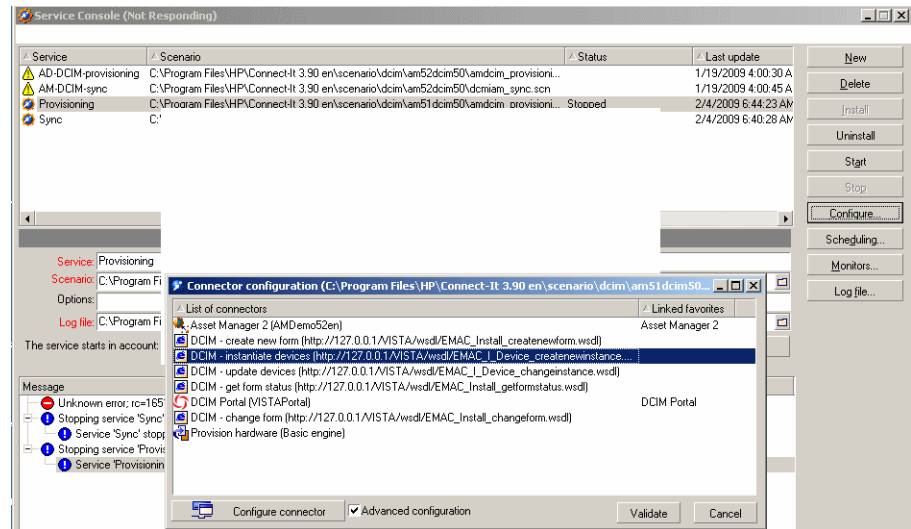 Service Console (Not Responding)
Service Scenario Status Last update
AD-DCIM-provisioning C:\Program Files\HP\Connect-It 3.90 en\scenario\dcim\am52dcim50\amdcim_provisioni... 1/19/2009 4:00:30 A
AM-DCIM-sync C:\Program Files\HP\Connect-It 3.90 en\scenario\dcim\am52dcim50\dcmiam_sync.scn 1/19/2009 4:00:45 A
Provisioning C:\Program Files\HP\Connect-It 3.90 en\scenario\dcim\am51dcim50\amdcim_provisioni... Stopped 2/4/2009 6:44:23 AM
Sync C:' 2/4/2009 6:40:28 AM
New
Delete
Install
Uninstall
Start
Stop
Configure...
Scheduling...
Monitors...
Log file...
Service: Provisioning
Scenario: C:\Program Fi
Options:
Log file: C:\Program Fi
The service starts in account:
Message
Unknown error; rc=165
Stopping service 'Sync'
Service 'Sync' stopp
Stopping service 'Provis
Service 'Provisionin
Connector configuration (C:\Program Files\HP\Connect-It 3.90 en\scenario\dcim\am51dcim50...
List of connectors Linked favorites
Asset Manager 2 (AMDemo52en) Asset Manager 2
DCIM - create new form (http://127.0.0.1/VISTA/wsdl/EMAC_Install_createnewform.wsdl)
DCIM - instantiate devices (http://127.0.0.1/VISTA/wsdl/EMAC_I_Device_createnewinstance....
DCIM - update devices (http://127.0.0.1/VISTA/wsdl/EMAC_I_Device_changeinstance.wsdl)
DCIM - get form status (http://127.0.0.1/VISTA/wsdl/EMAC_Install_getformstatus.wsdl)
DCIM Portal (VISTAPortal) DCIM Portal
DCIM - change form (http://127.0.0.1/VISTA/wsdl/EMAC_Install_changeform.wsdl)
Provision hardware (Basic engine)
Configure connector Advanced configuration Validate Cancel